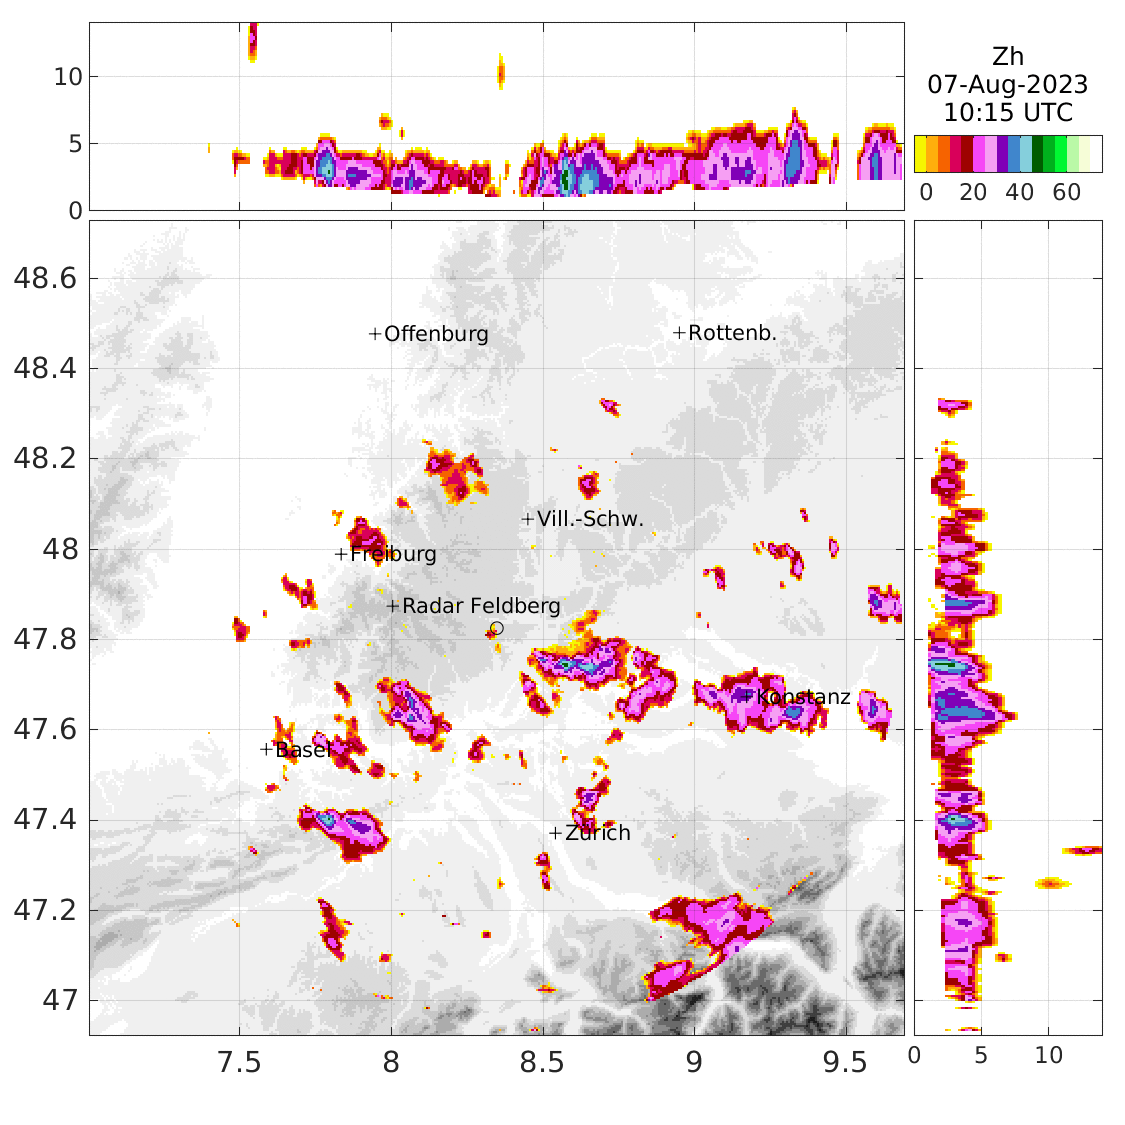 10
5
0
Zh
07-Aug-2023
10:15 UTC
0 20 40 60
48.6
48.4
48.2
48
47.8
47.6
47.4
47.2
47
+Offenburg
+Rottenb.
+Vill.-Schw.
+Freiburg
+Radar Feldberg
+Konstanz
+Basel
+Zurich
7.5 8 8.5 9 9.5
0 5 10